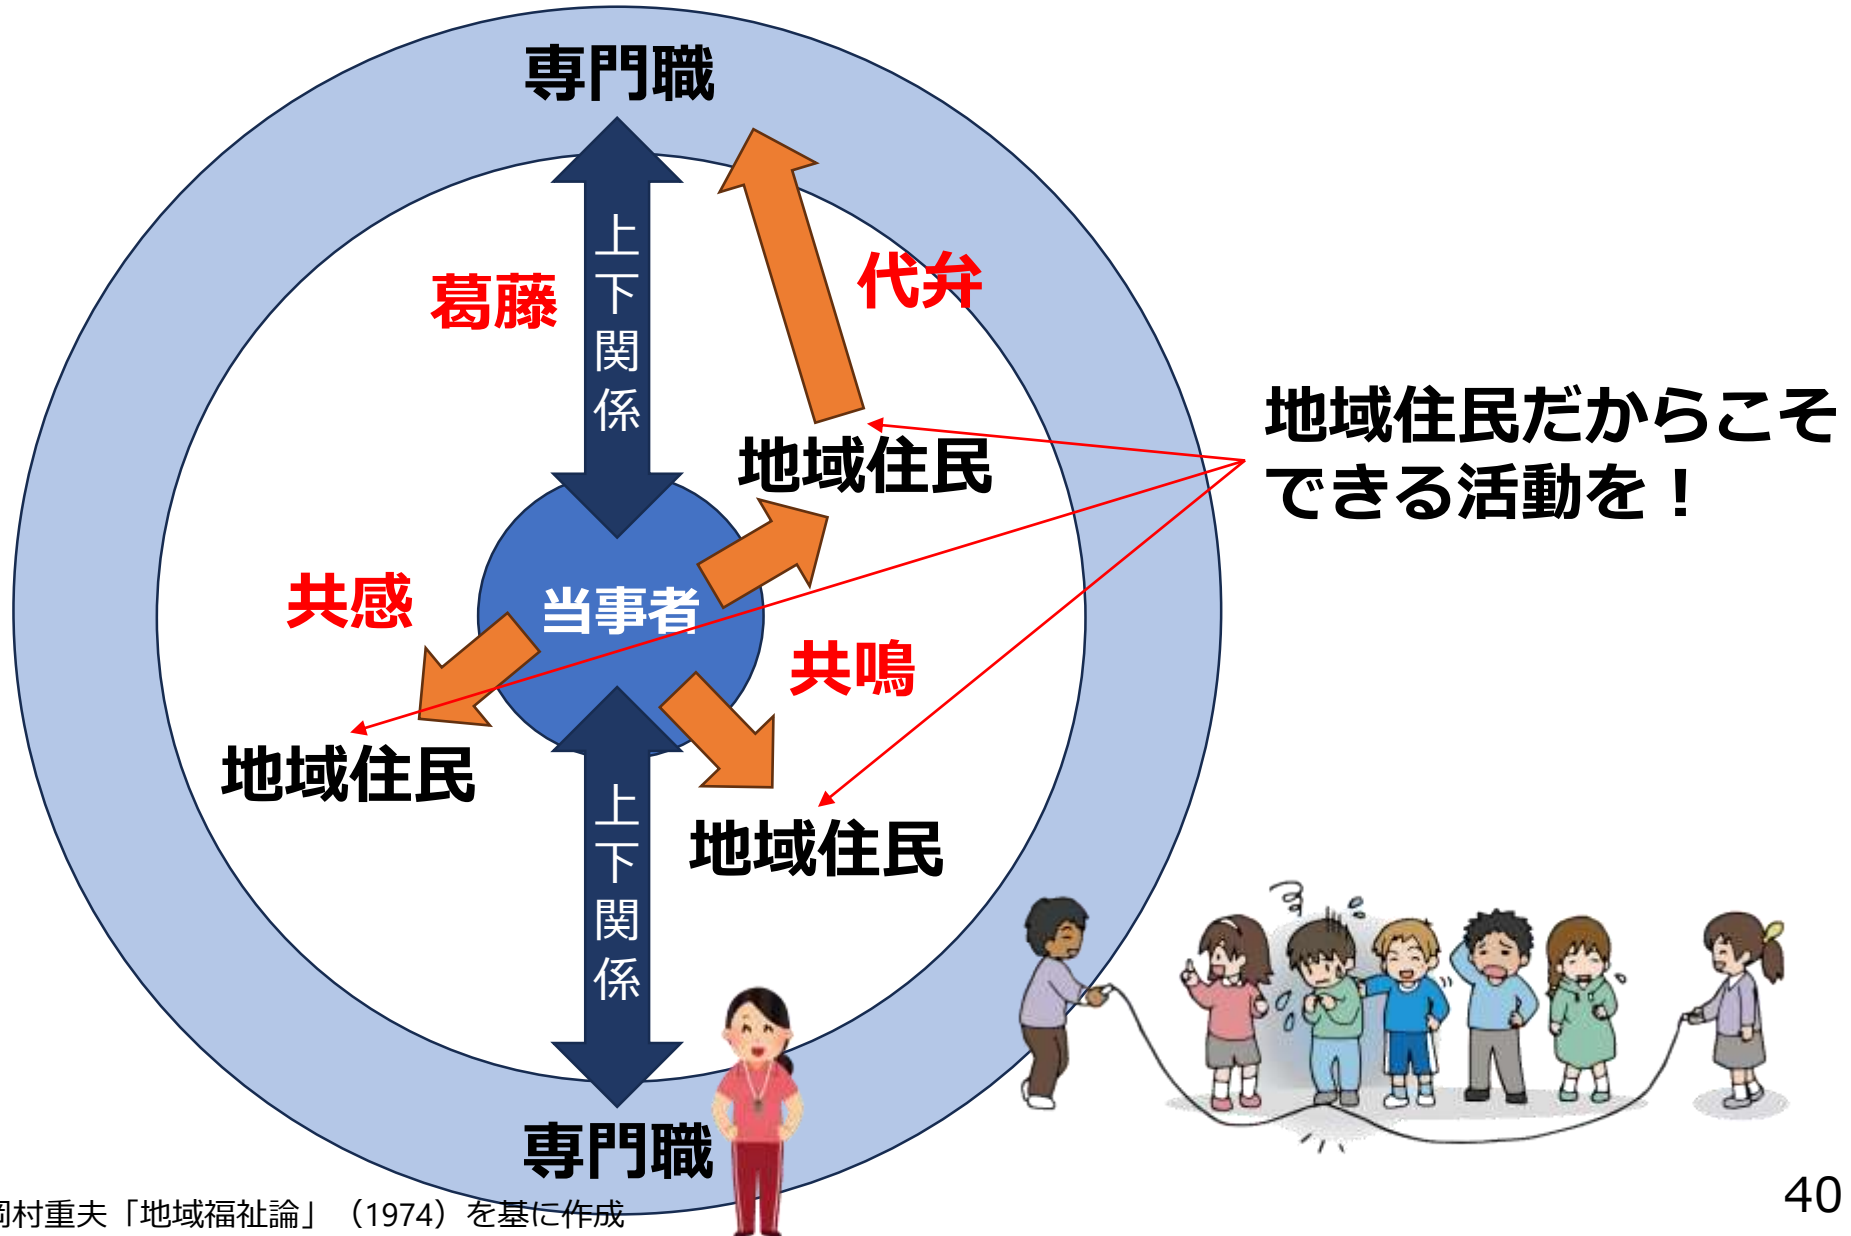 専門職
上下関係
葛藤
代弁
地域住民だからこそ
できる活動を！
地域住民
共感
当事者
共鳴
地域住民
地域住民
上下関係
専門職
村重夫「地域福祉論」（1974）を基に作成
40